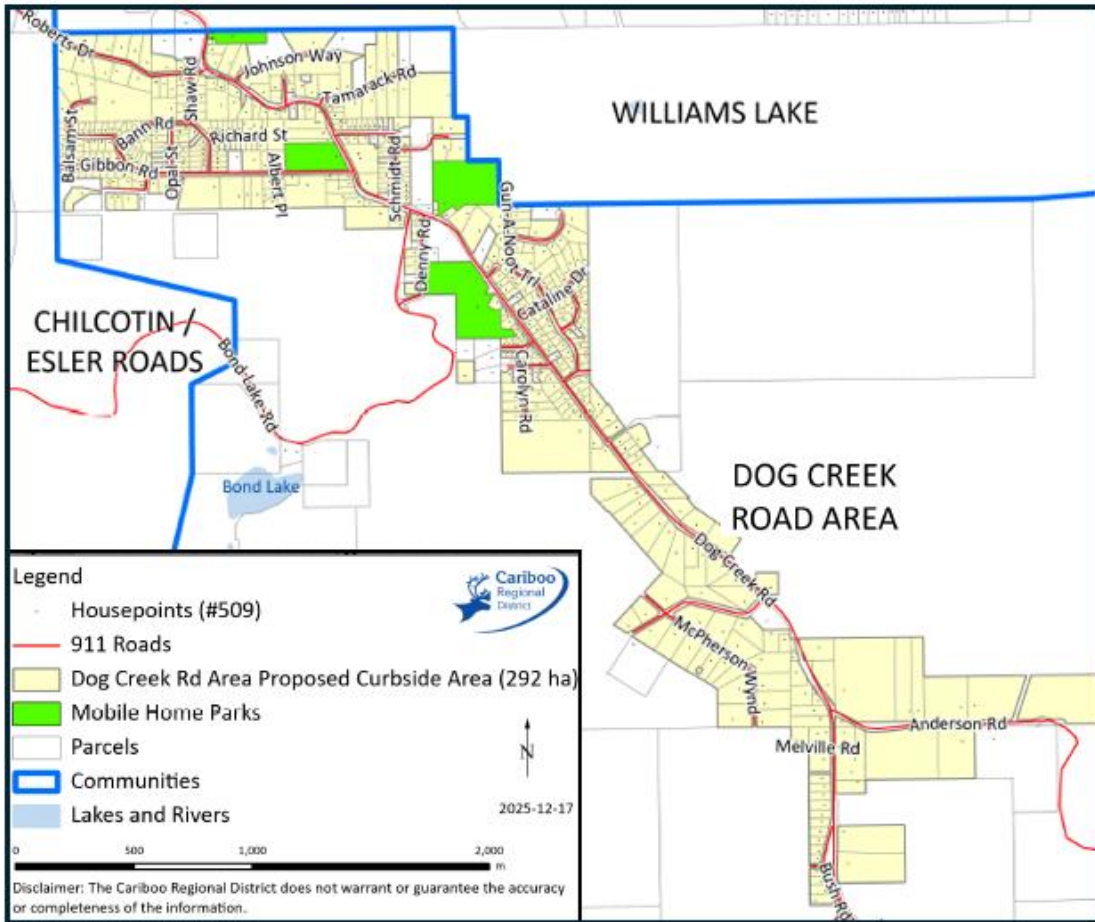 Roberts Dr
Johnson Way
Shaw Rd
Tamarack Rd
WILLIAMS LAKE
Balsam St
Bann Rd
Richard St
Gibbon Rd
Opal St
Albert Pl
Schmidt Rd
Gun-A-Noot Trl
Denny Rd
Cataline Dr
CHILCOTIN /
ESLER ROADS
Bond Lake Rd
Carolyn Rd
Bond Lake
DOG CREEK
ROAD AREA
Dog Creek Rd
McPherson Wynd
Anderson Rd
Melville Rd
Bush Rd
Legend
Cariboo
Regional
District
Housepoints (#509)
911 Roads
Dog Creek Rd Area Proposed Curbside Area (292 ha)
Mobile Home Parks
Parcels
Communities
Lakes and Rivers
N
2025-12-17
0 500 1,000 2,000
m
Disclaimer: The Cariboo Regional District does not warrant or guarantee the accuracy
or completeness of the information.